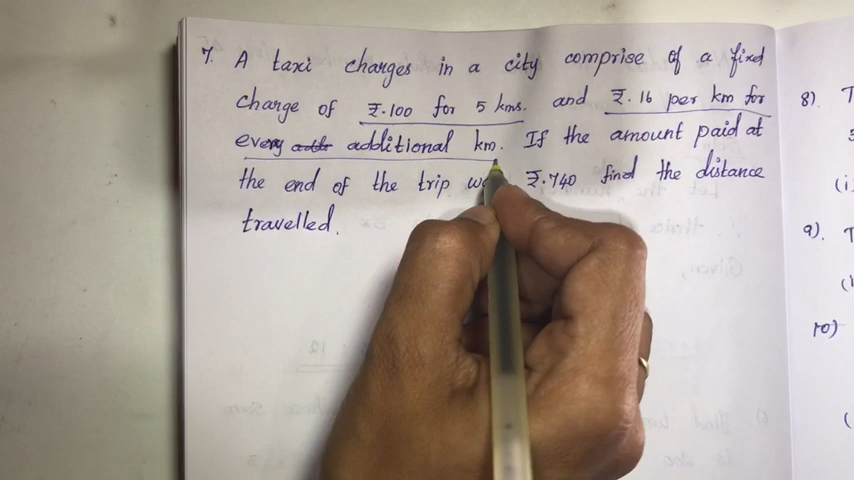 7. A taxi charges in a city comprise of a fixed
charge of ₹.100 for 5 kms. and ₹.16 per km for
every additional km. If the amount paid at
the end of the trip ₹.740 find the distance
travelled.
8).
9).
10)